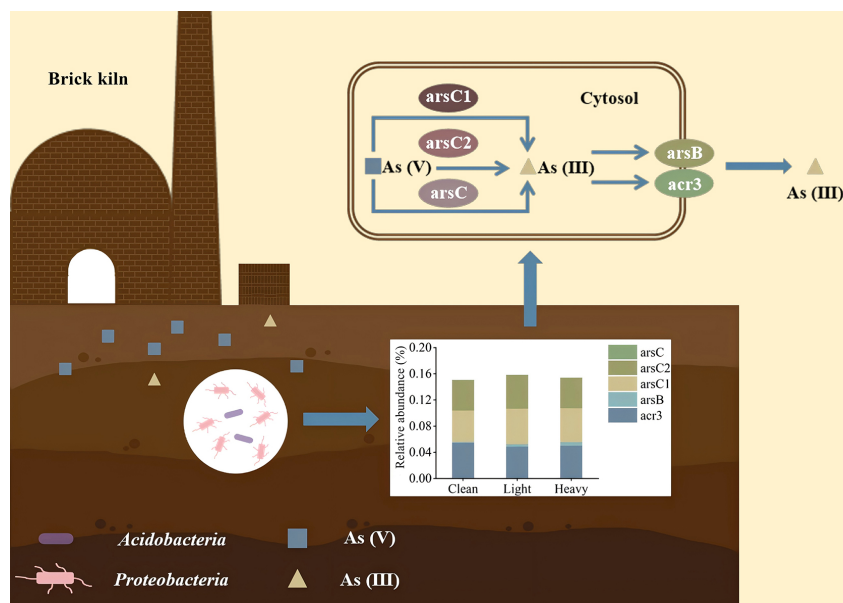 Brick kiln
arsC1
Cytosol
arsC2
As (V)
As (III)
arsC
arsB
acr3
As (III)
Relative abundance (%)
0.20
0.16
0.12
0.08
0.04
0.00
Clean
Light
Heavy
arsC
arsC2
arsC1
arsB
acr3
Acidobacteria
As (V)
Proteobacteria
As (III)